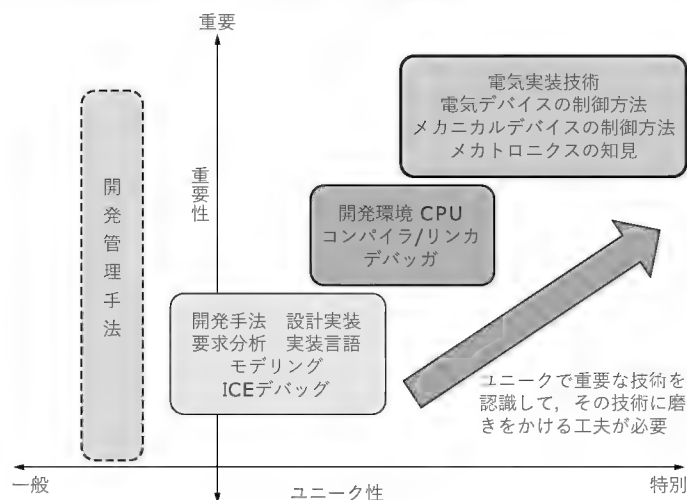 重要
電気実装技術
電気デバイスの制御方法
メカニカルデバイスの制御方法
メカトロニクスの知見
重要性
開発管理手法
開発環境 CPU
コンパイラ/リンカ
デバッガ
開発手法 設計実装
要求分析 実装言語
モデリング
ICEデバッグ
ユニークで重要な技術を
認識して，その技術に磨
きをかける工夫が必要
一般
ユニーク性
特別